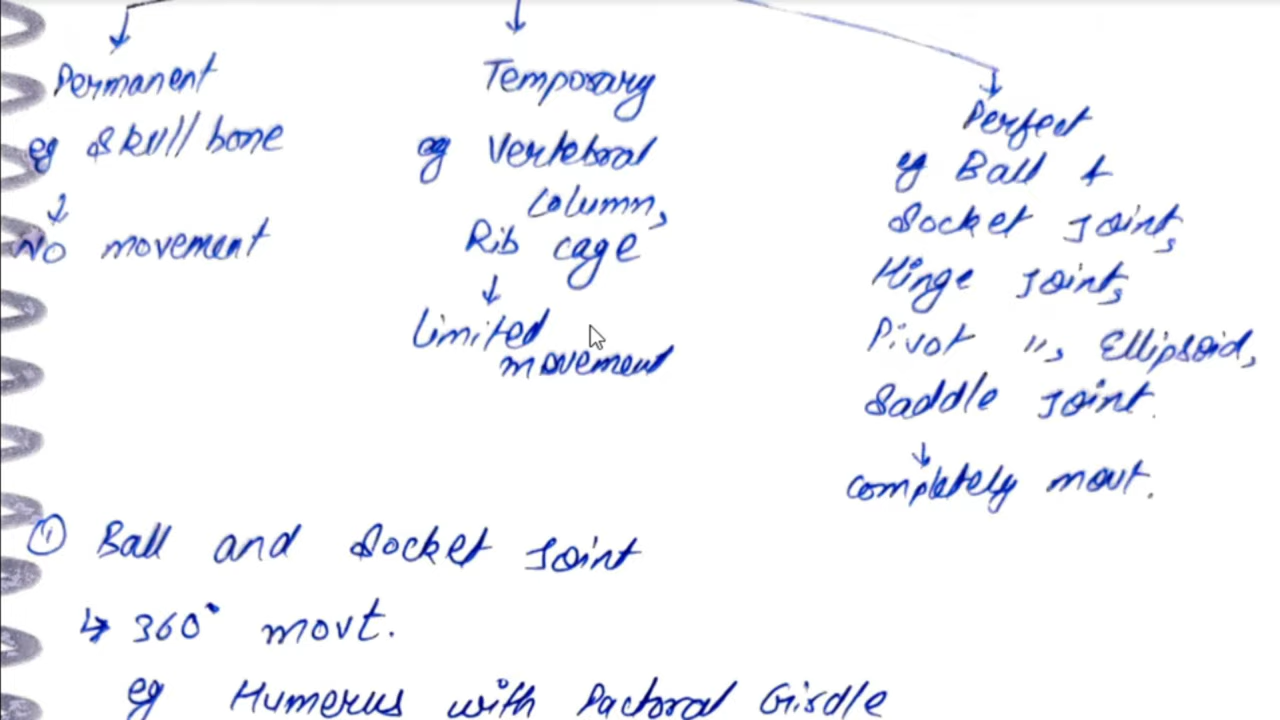 Permanent
eg Skull bone
↓
No movement
Temporary
eg Vertebral
column,
Rib cage
↓
Limited
movement
Perfect
eg Ball &
Socket Joint,
Hinge Joint,
Pivot ", Ellipsoid,
Saddle Joint.
↓
completely movt.
① Ball and Socket Joint
↳ 360° movt.
eg Humerus with Pactoral Girdle